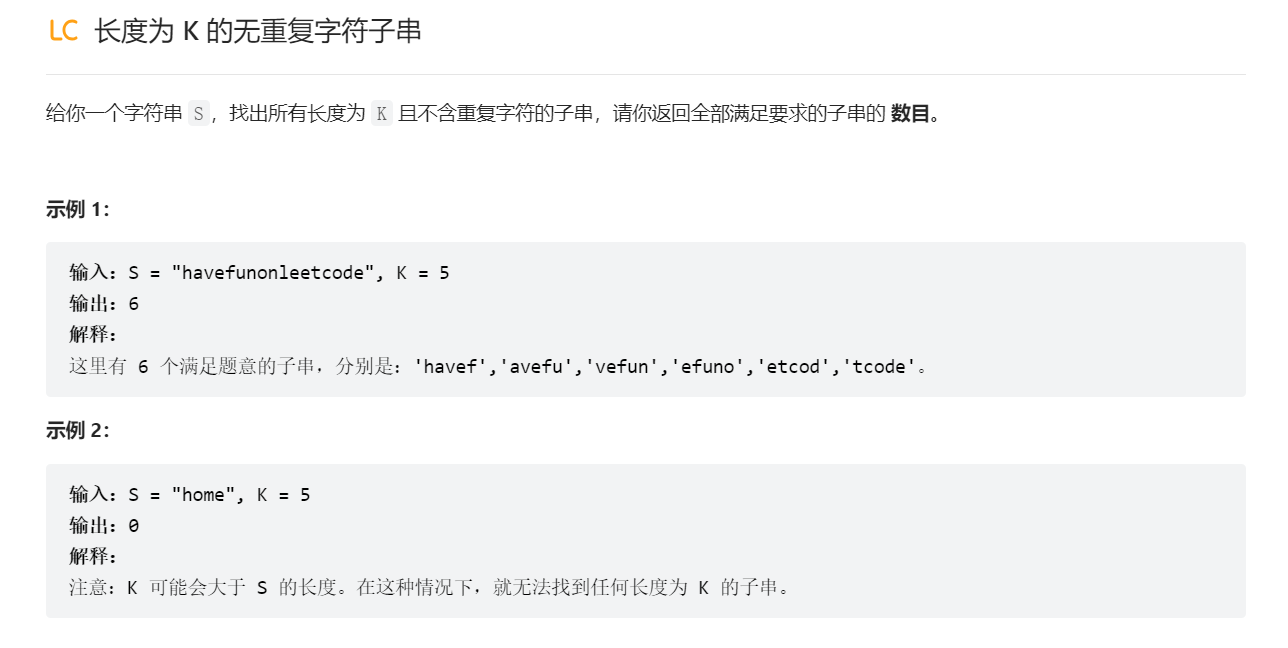 LC 长度为 K 的无重复字符子串
给你一个字符串 S，找出所有长度为 K 且不含重复字符的子串，请你返回全部满足要求的子串的 数目。
示例 1：
输入：S = "havefunonleetcode", K = 5
输出：6
解释：
这里有 6 个满足题意的子串，分别是：'havef','avefu','vefun','efuno','etcod','tcode'。
示例 2：
输入：S = "home", K = 5
输出：0
解释：
注意：K 可能会大于 S 的长度。在这种情况下，就无法找到任何长度为 K 的子串。